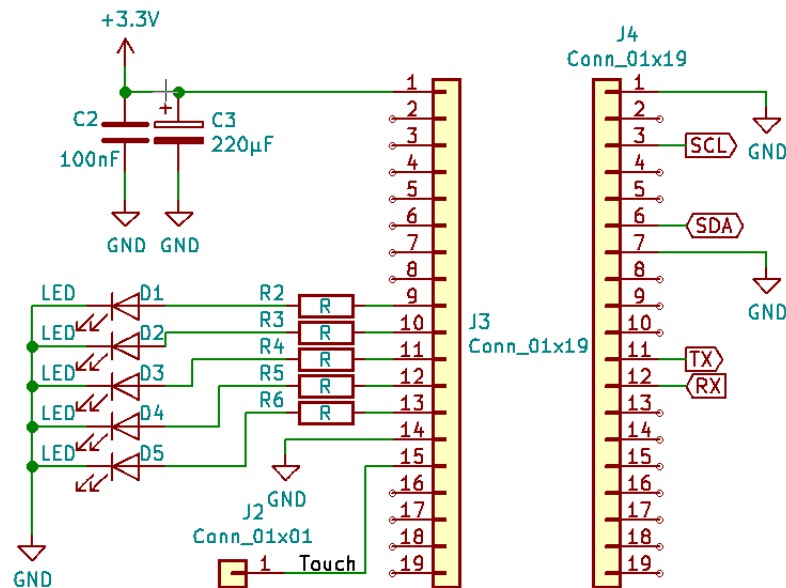 +3.3V
C2
100nF
+
C3
220µF
GND
GND
J3
Conn_01x19
1
2
3
4
5
6
7
8
9
10
11
12
13
14
15
16
17
18
19
LED
D1
R2
R
LED
D2
R3
R
LED
D3
R4
R
LED
D4
R5
R
LED
D5
R6
R
GND
GND
J2
Conn_01x01
1
Touch
J4
Conn_01x19
1
2
3
4
5
6
7
8
9
10
11
12
13
14
15
16
17
18
19
GND
SCL
SDA
GND
TX
RX